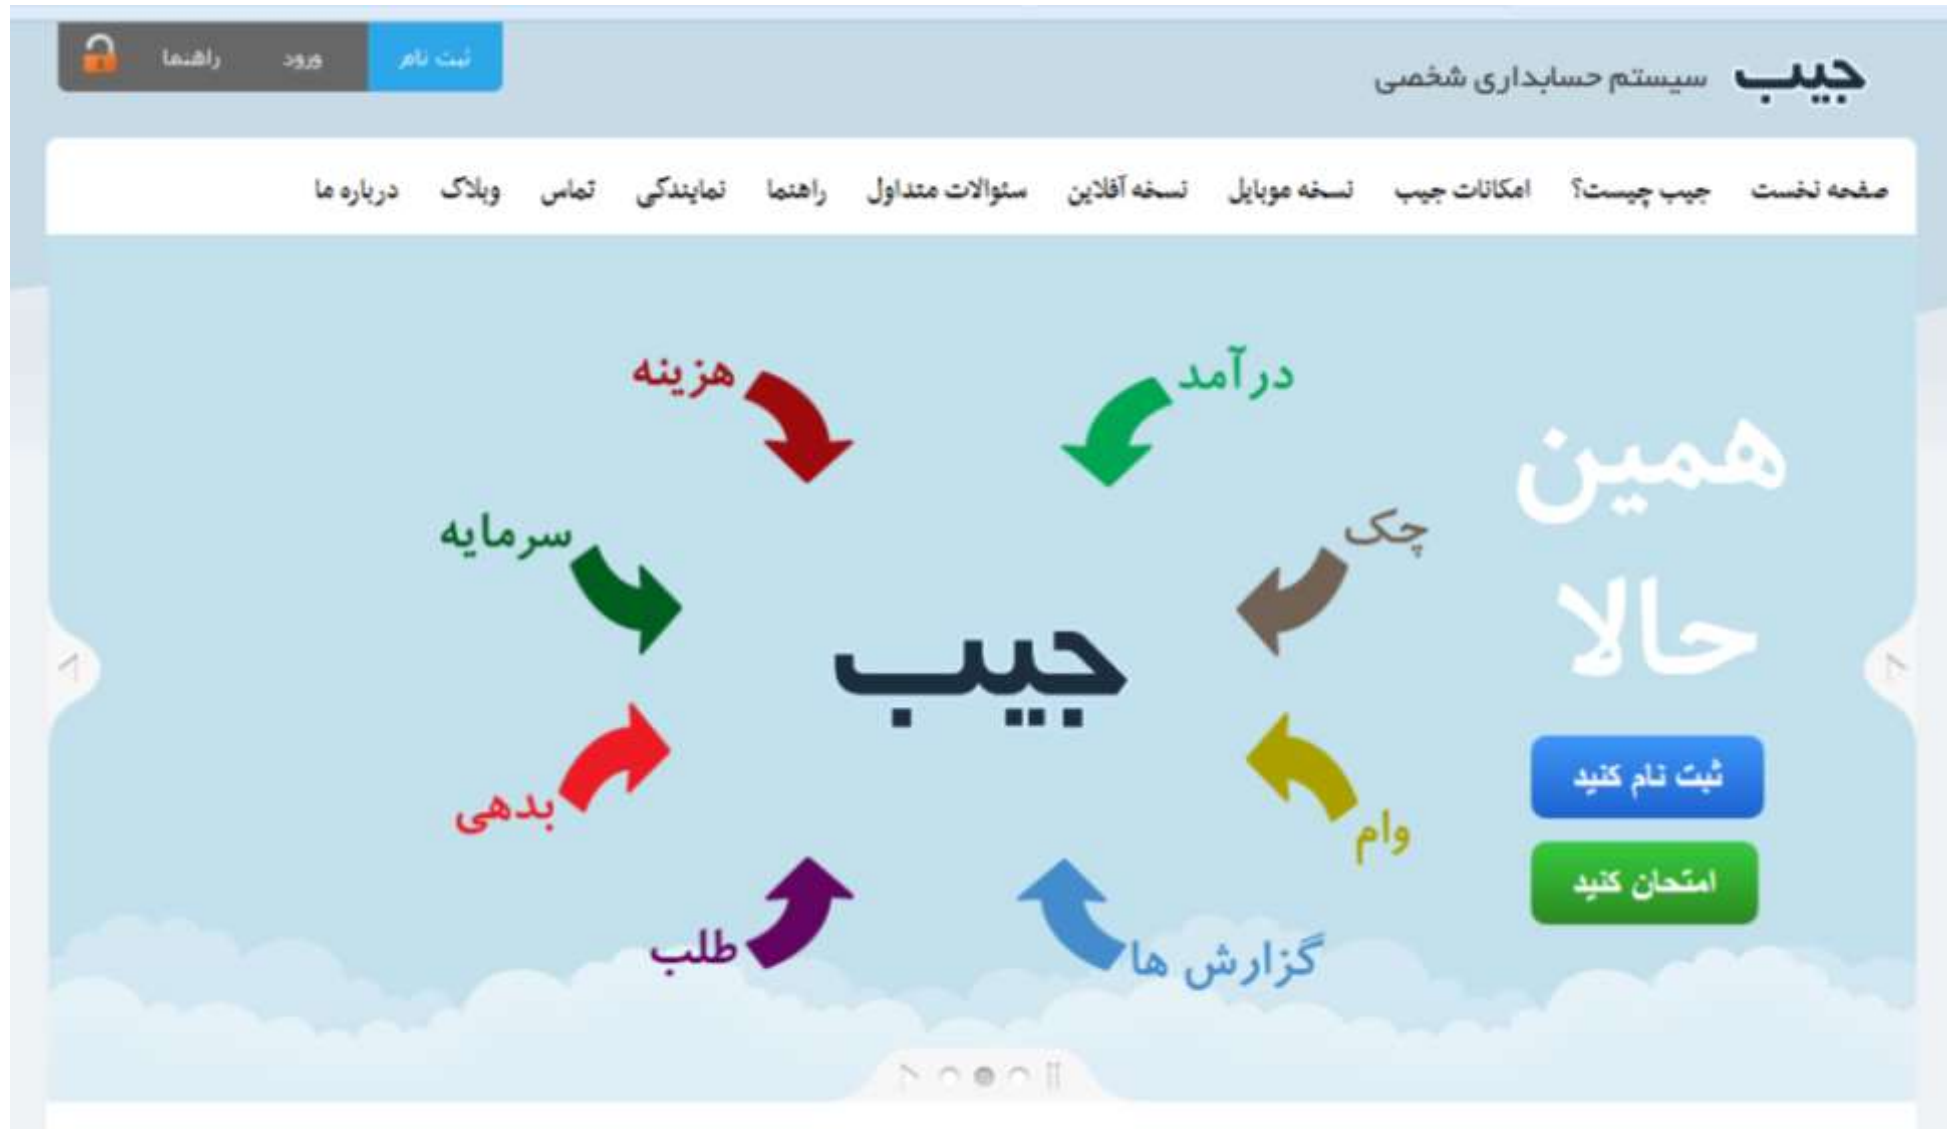 جیب سیستم حسابداری شخصی
ثبت نام ورود راهنما
صفحه نخست جیب چیست؟ امکانات جیب نسخه موبایل نسخه آفلاین سئوالات متداول راهنما نمایندگی تماس وبلاگ درباره ما
درآمد
هزینه
چک
سرمایه
جیب
وام
بدهی
گزارش ها
طلب
همین
حالا
ثبت نام کنید
امتحان کنید